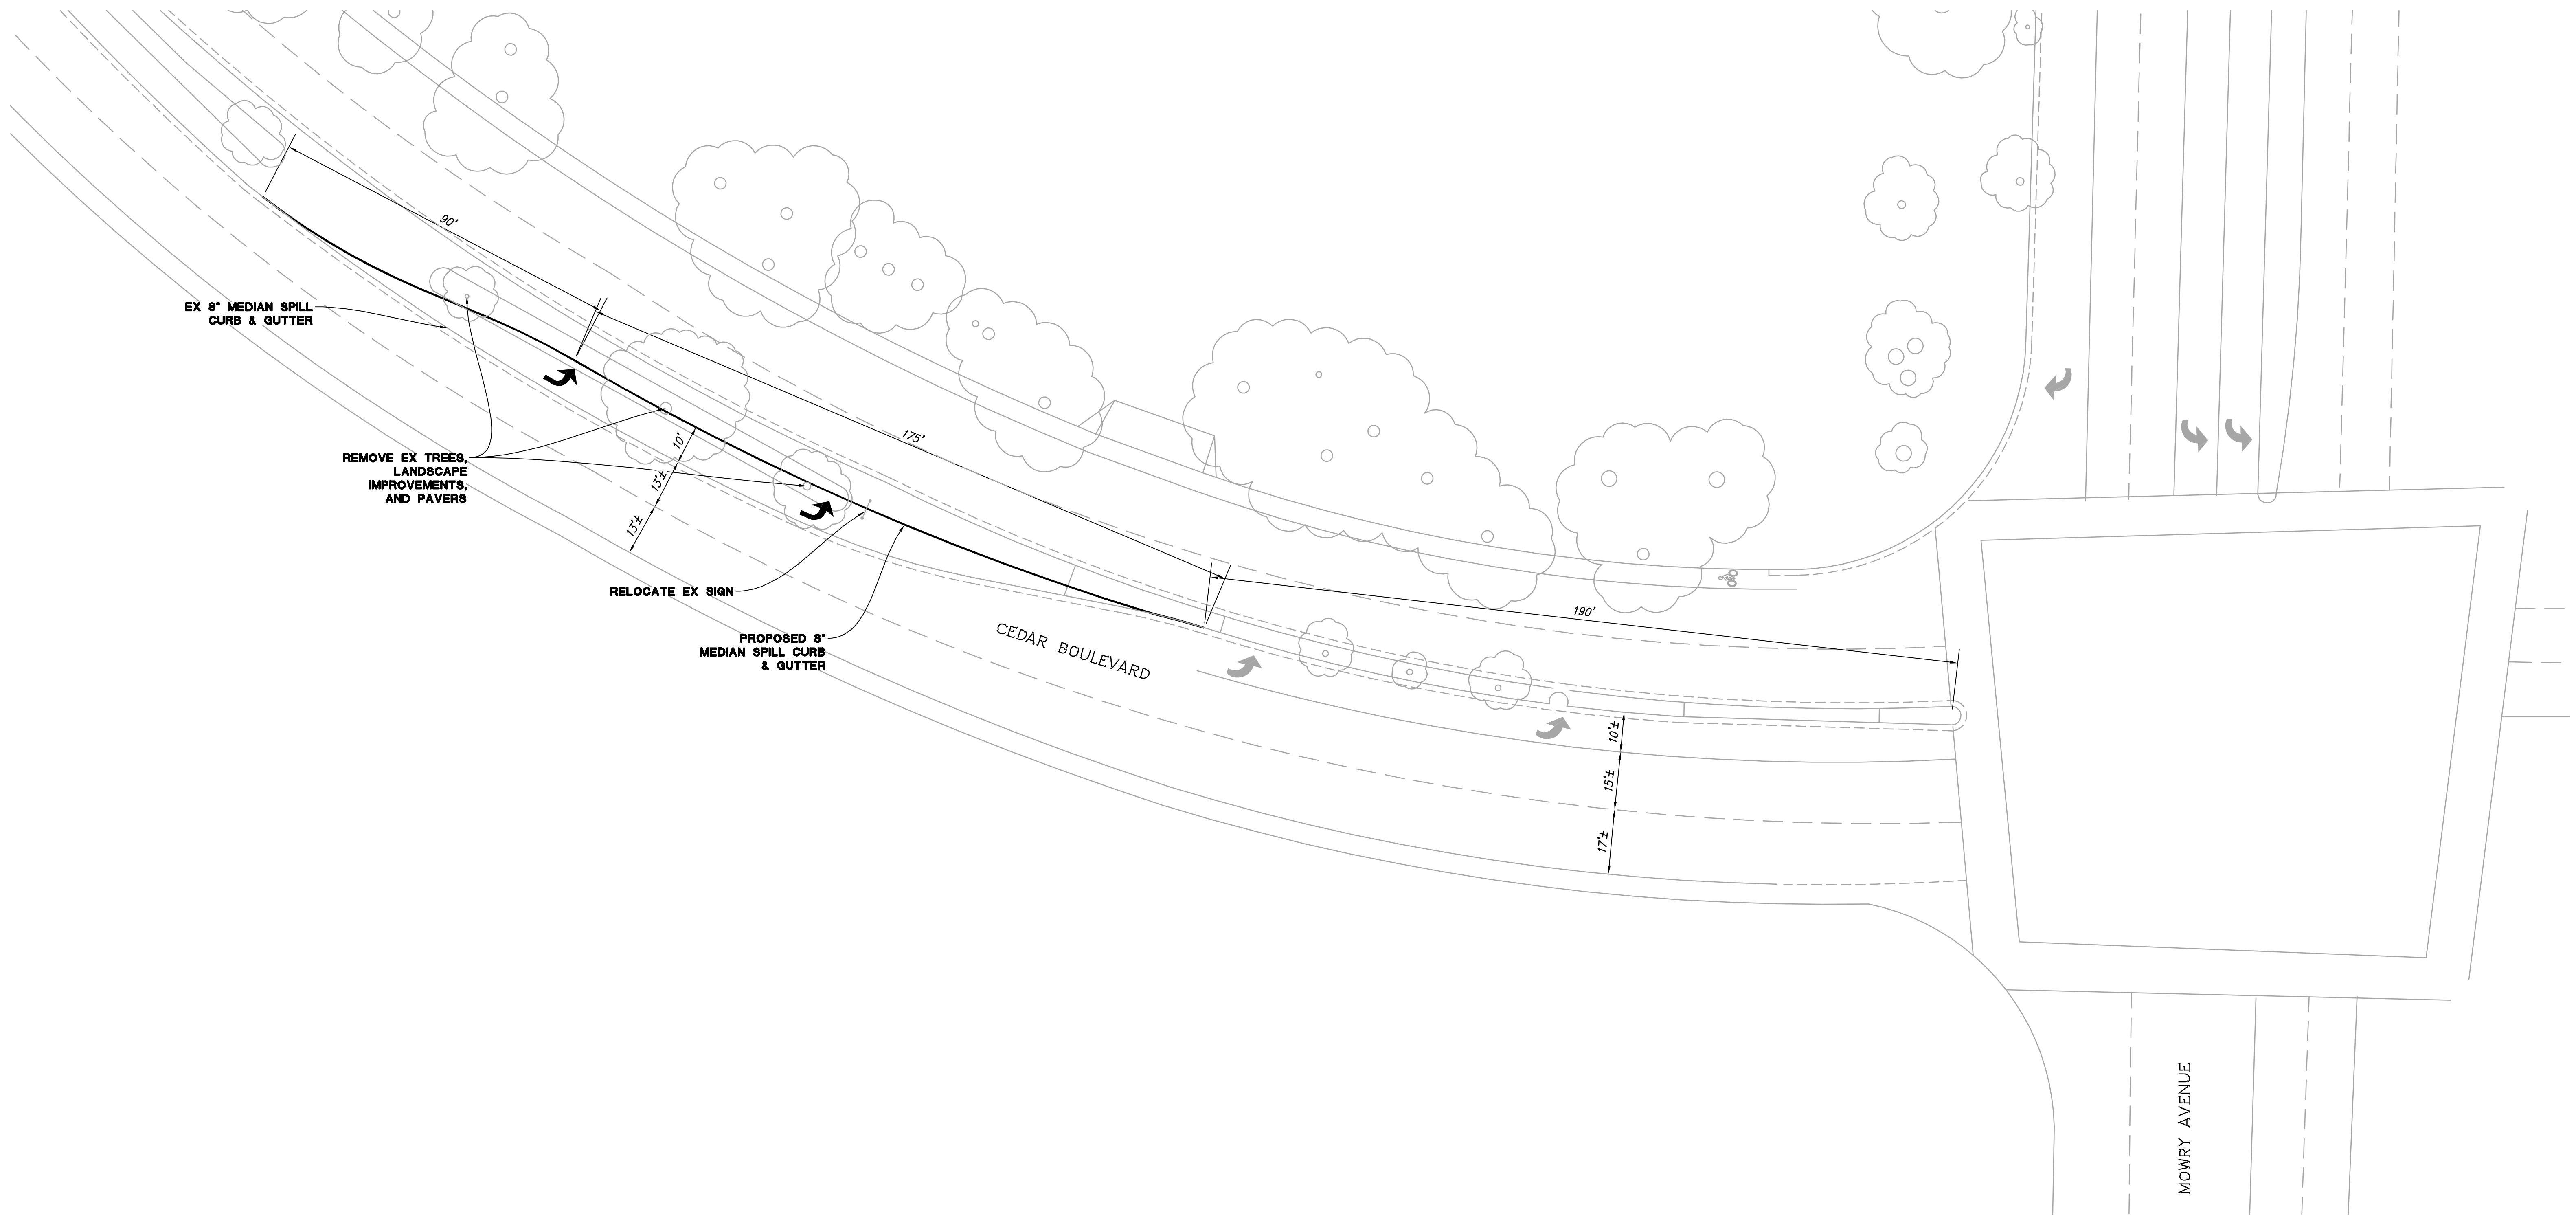 90'
EX 8" MEDIAN SPILL
CURB & GUTTER
175'
10'
13'±
13'±
REMOVE EX TREES,
LANDSCAPE
IMPROVEMENTS,
AND PAVERS
RELOCATE EX SIGN
PROPOSED 8"
MEDIAN SPILL CURB
& GUTTER
CEDAR BOULEVARD
190'
10'±
15'±
17'±
MOWRY AVENUE